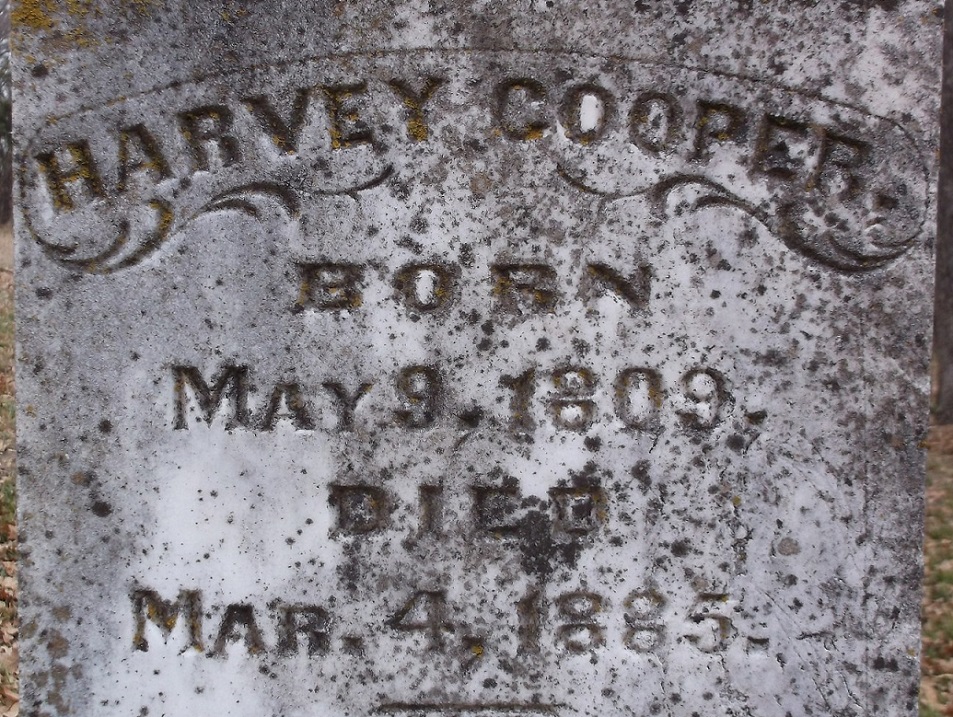 HARVEY COOPER.
BORN
MAY 9, 1809.
DIED
MAR. 4, 1885.